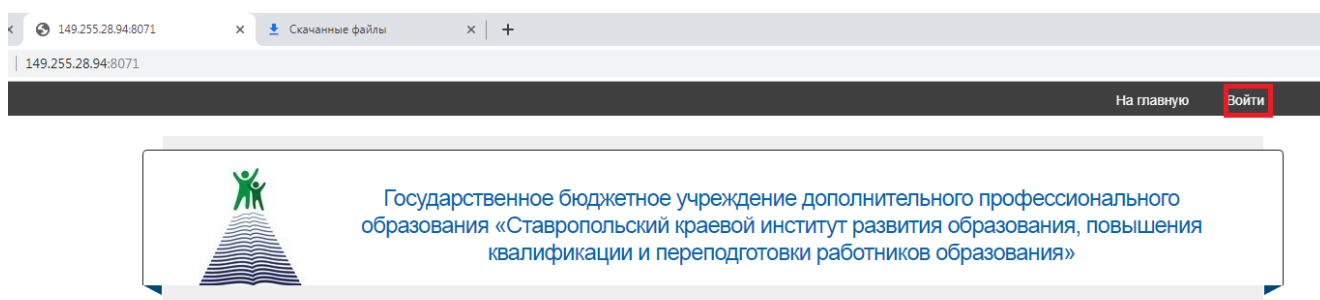 149.255.28.94:8071 Скачанные файлы
149.255.28.94:8071
На главную Войти
Государственное бюджетное учреждение дополнительного профессионального
образования «Ставропольский краевой институт развития образования, повышения
квалификации и переподготовки работников образования»